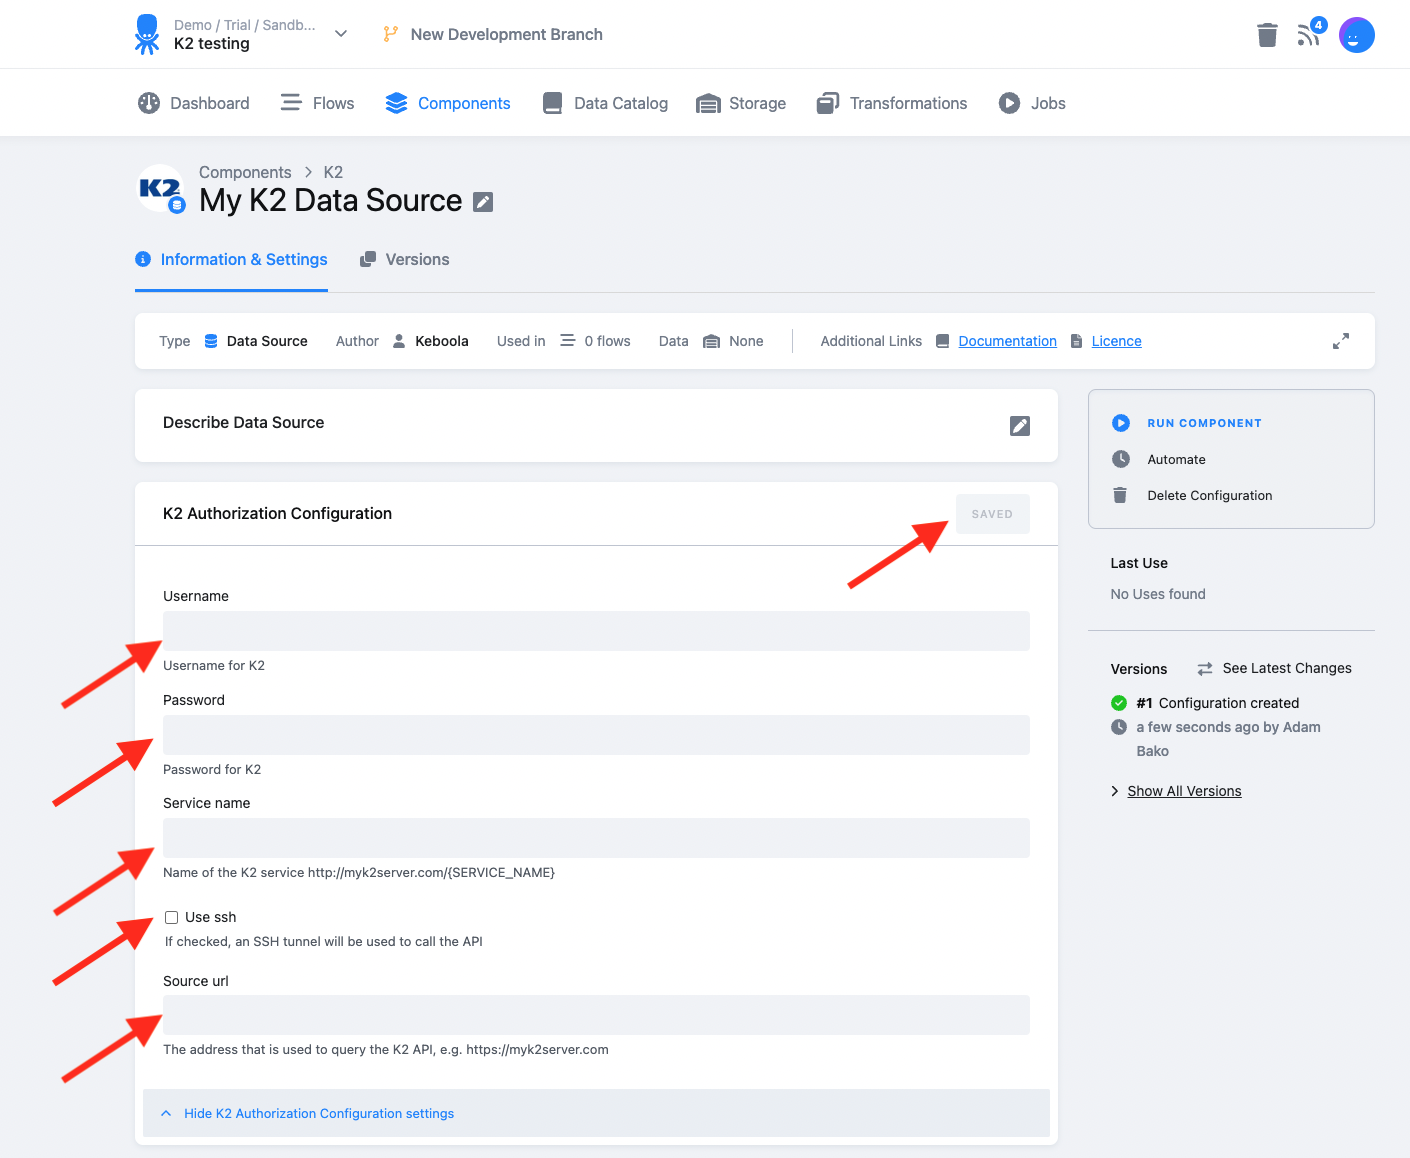 Demo / Trial / Sandb...
K2 testing
New Development Branch
4
Dashboard
Flows
Components
Data Catalog
Storage
Transformations
Jobs
K2
Components > K2
My K2 Data Source
Information & Settings
Versions
Type Data Source Author Keboola Used in 0 flows Data None Additional Links Documentation Licence
Describe Data Source
K2 Authorization Configuration
SAVED
Username
Username for K2
Password
Password for K2
Service name
Name of the K2 service http://myk2server.com/{SERVICE_NAME}
Use ssh
If checked, an SSH tunnel will be used to call the API
Source url
The address that is used to query the K2 API, e.g. https://myk2server.com
Hide K2 Authorization Configuration settings
RUN COMPONENT
Automate
Delete Configuration
Last Use
No Uses found
Versions
See Latest Changes
#1 Configuration created
a few seconds ago by Adam
Bako
Show All Versions